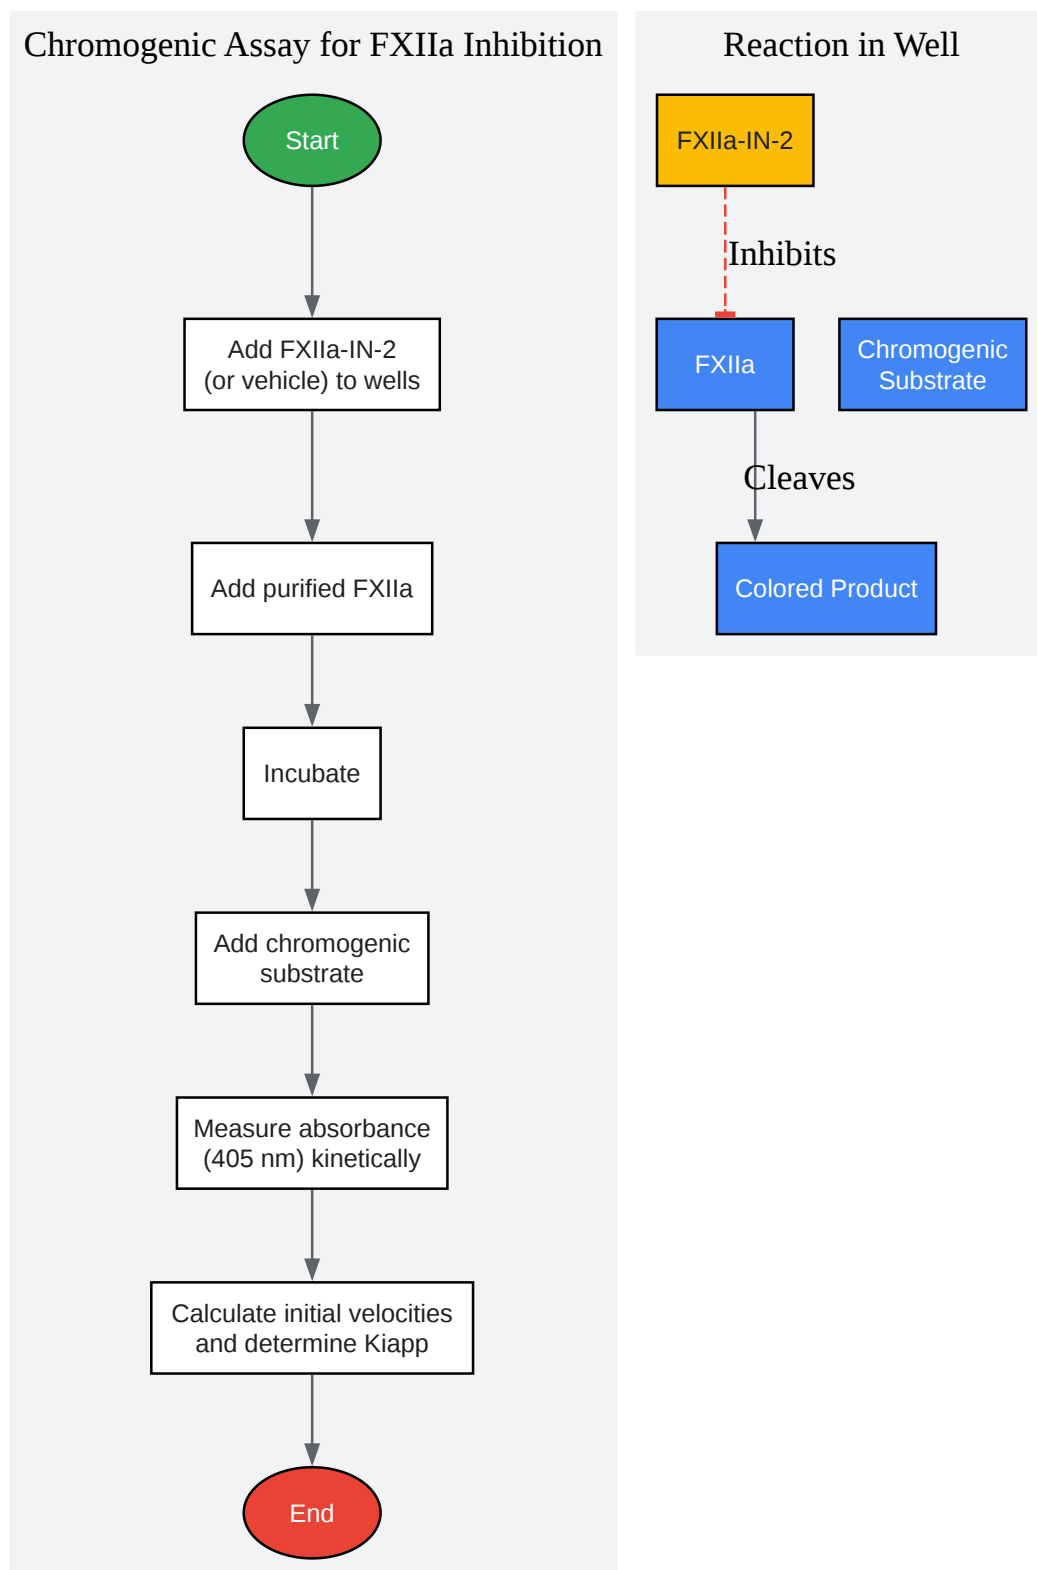 Chromogenic Assay for FXIIa Inhibition
Start
Add FXIIa-IN-2
(or vehicle) to wells
Add purified FXIIa
Incubate
Add chromogenic
substrate
Measure absorbance
(405 nm) kinetically
Calculate initial velocities
and determine Kiapp
End
Reaction in Well
FXIIa-IN-2
Inhibits
FXIIa
Chromogenic
Substrate
Cleaves
Colored Product